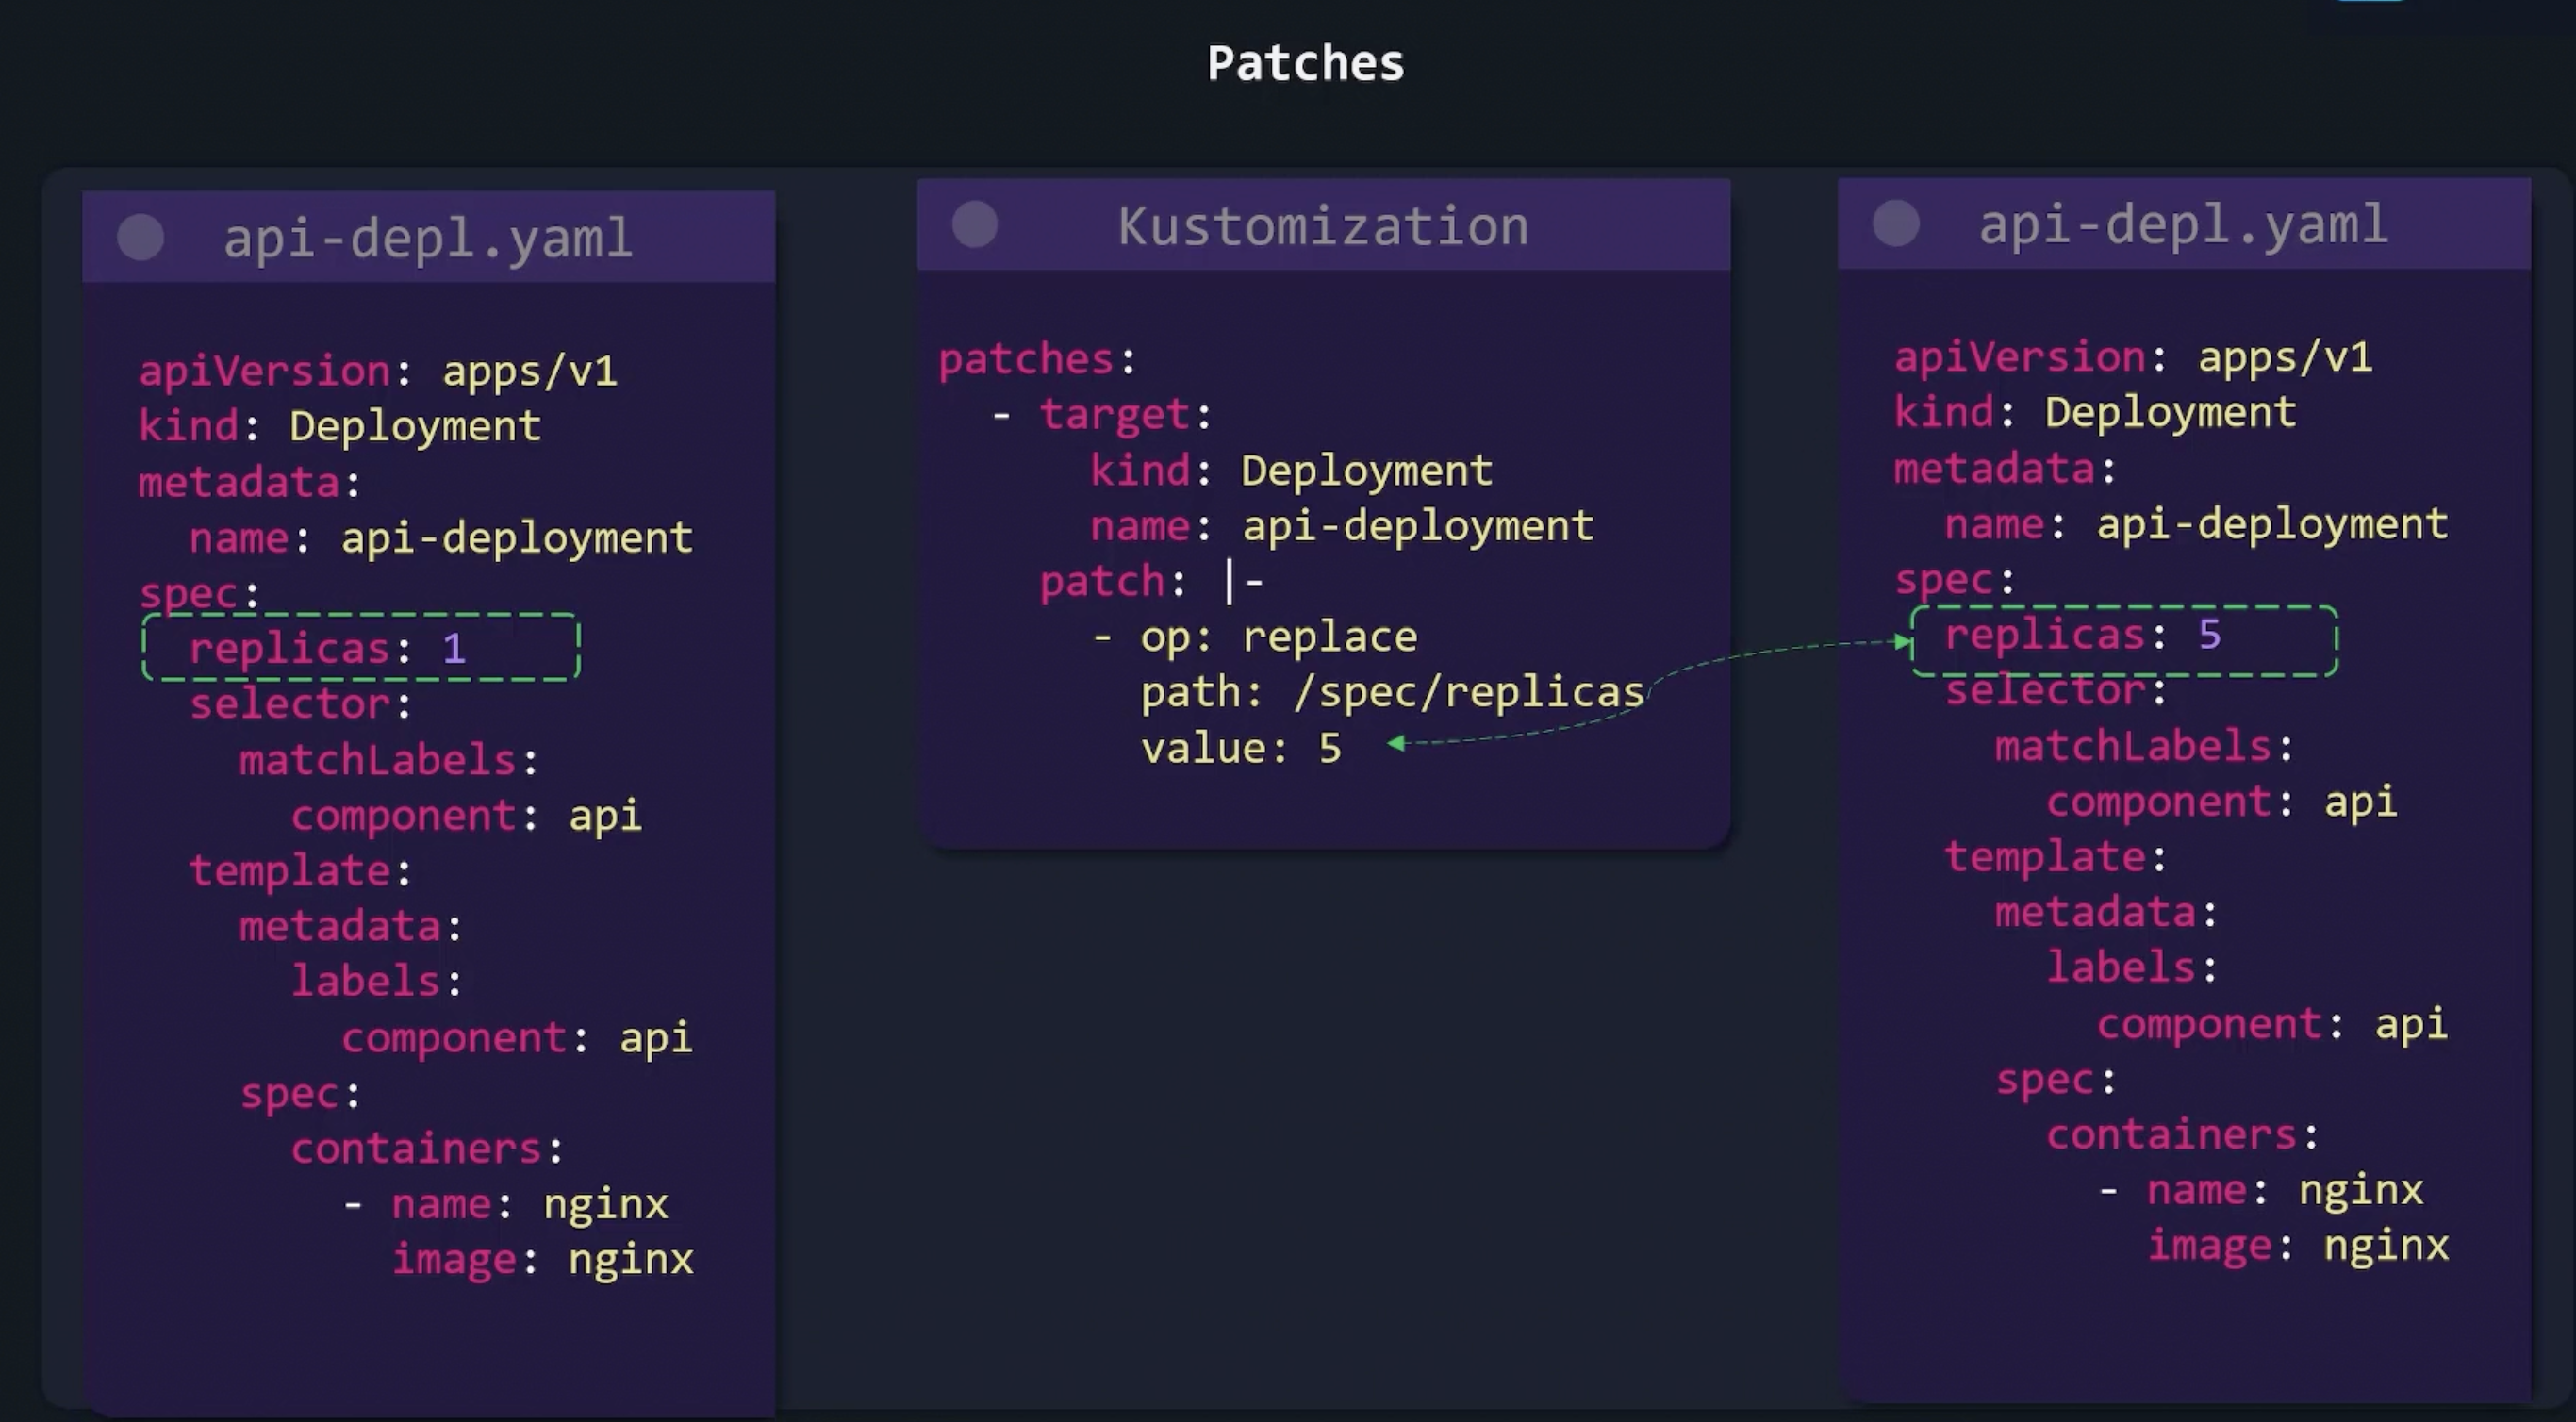 Patches
api-depl.yaml
apiVersion: apps/v1
kind: Deployment
metadata:
  name: api-deployment
spec:
  replicas: 1
  selector:
    matchLabels:
      component: api
  template:
    metadata:
      labels:
        component: api
    spec:
      containers:
        - name: nginx
          image: nginx
Kustomization
patches:
  - target:
      kind: Deployment
      name: api-deployment
    patch: |-
      - op: replace
        path: /spec/replicas
        value: 5
api-depl.yaml
apiVersion: apps/v1
kind: Deployment
metadata:
  name: api-deployment
spec:
  replicas: 5
  selector:
    matchLabels:
      component: api
  template:
    metadata:
      labels:
        component: api
    spec:
      containers:
        - name: nginx
          image: nginx